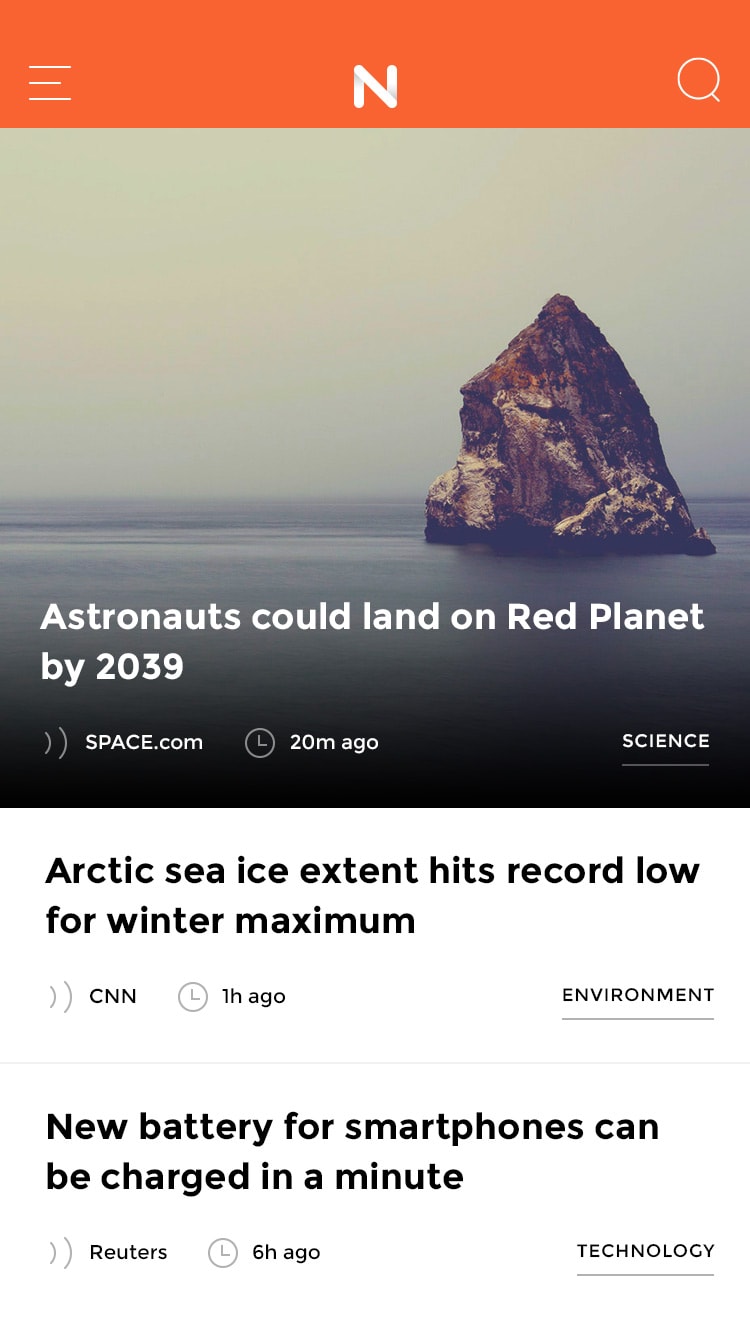 N
Astronauts could land on Red Planet
by 2039
SPACE.com 20m ago SCIENCE
Arctic sea ice extent hits record low
for winter maximum
CNN 1h ago ENVIRONMENT
New battery for smartphones can
be charged in a minute
Reuters 6h ago TECHNOLOGY